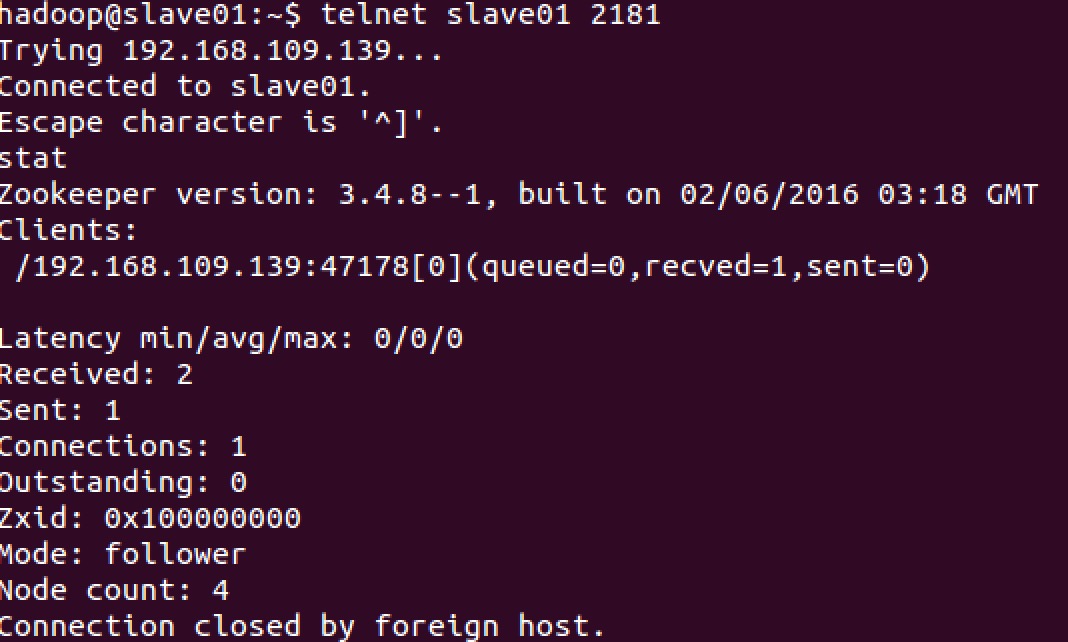 hadoop@slave01:~$ telnet slave01 2181
Trying 192.168.109.139...
Connected to slave01.
Escape character is '^]'.
stat
Zookeeper version: 3.4.8--1, built on 02/06/2016 03:18 GMT
Clients:
 /192.168.109.139:47178[0](queued=0,recved=1,sent=0)

Latency min/avg/max: 0/0/0
Received: 2
Sent: 1
Connections: 1
Outstanding: 0
Zxid: 0x100000000
Mode: follower
Node count: 4
Connection closed by foreign host.